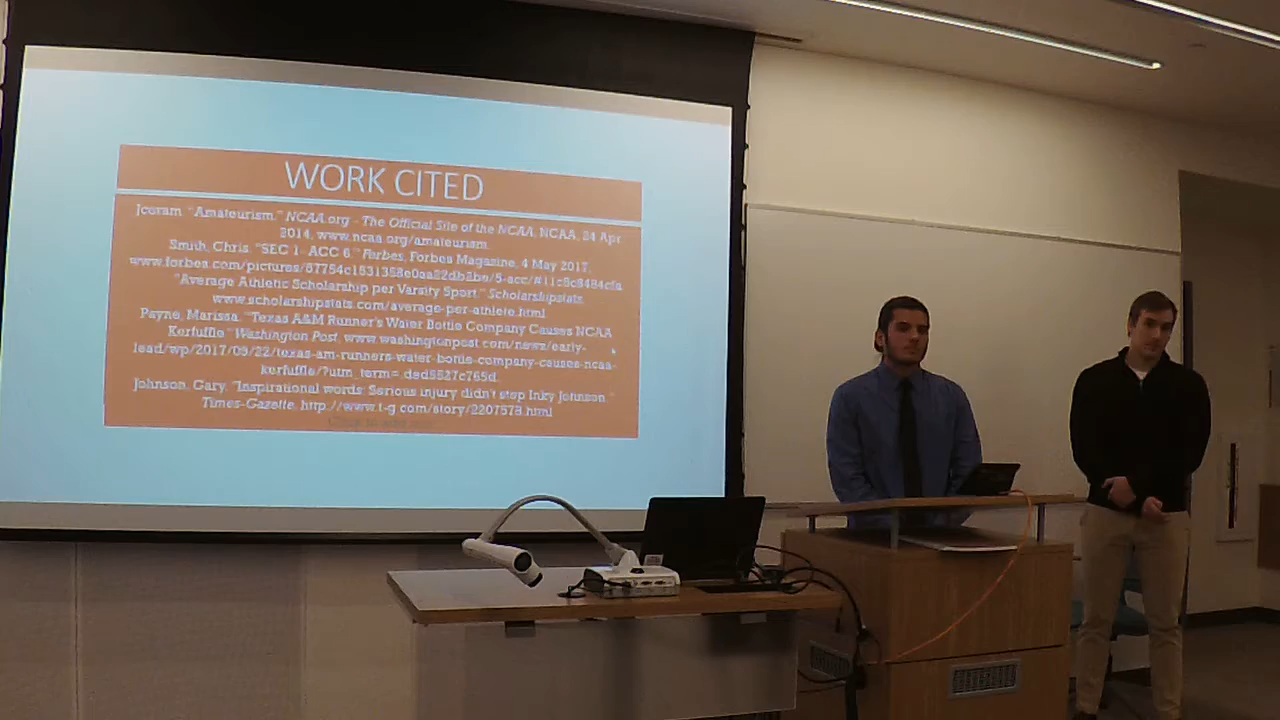 WORK CITED
Jceram. "Amateurism." NCAA.org - The Official Site of the NCAA, NCAA, 24 Apr
2014, www.ncaa.org/amateurism.
Smith, Chris. "SEC 1- ACC 6." Forbes, Forbes Magazine, 4 May 2017,
www.forbes.com/pictures/
"Average Athletic Scholarship per Varsity Sport." Scholarshipstats.
www.scholarshipstats.com/average-per-athlete.html
Payne, Marissa. "Texas A&M Runner's Water Bottle Company Causes NCAA
Kerfuffle." Washington Post, www.washingtonpost.com/news/early-
lead/wp/2017/09/22/texas-am-runners-water-bottle-company-causes-ncaa-
kerfuffle/?utm_term=.ded5527c765d.
Johnson, Gary. "Inspirational words: Serious injury didn't stop Inky Johnson."
Times-Gazette, http://www.t-g.com/story/2207578.html